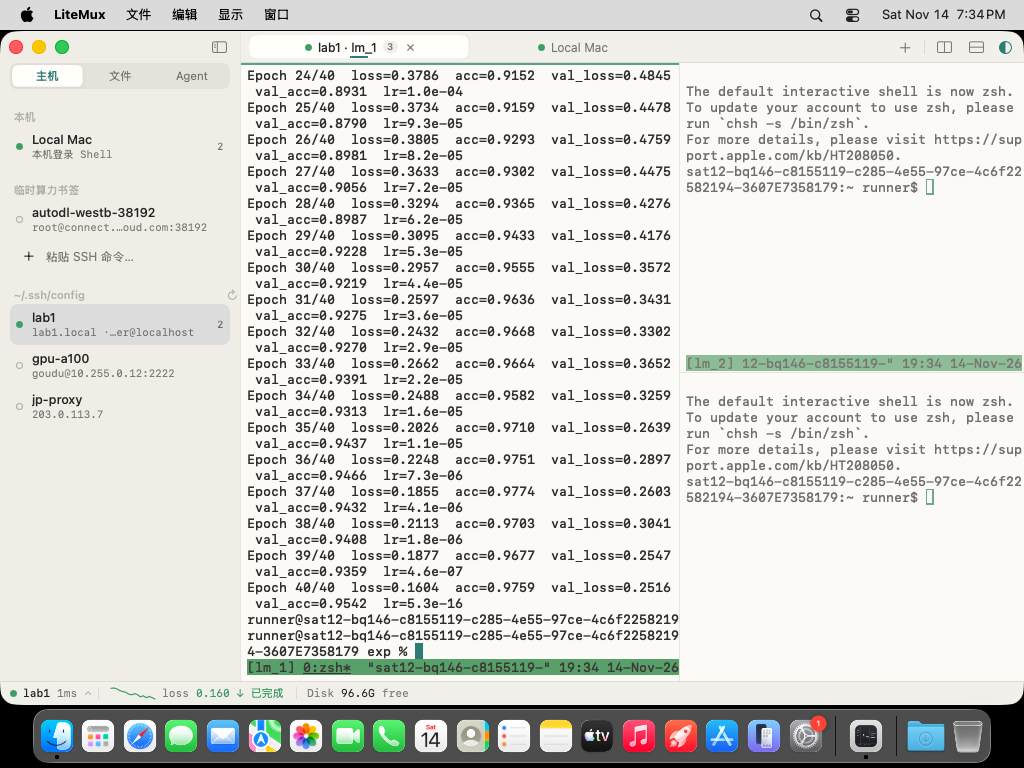 LiteMux 文件 编辑 显示 窗口 Sat Nov 14 7:34 PM
lab1 · lm_1 3 ×
Local Mac
主机 文件 Agent
本机
Local Mac
本机登录 Shell
2
临时算力书签
autodl-westb-38192
root@connect.…oud.com:38192
+ 粘贴 SSH 命令…
~/.ssh/config
lab1
lab1.local ·…er@localhost
2
gpu-a100
goudu@10.255.0.12:2222
jp-proxy
203.0.113.7
Epoch 24/40 loss=0.3786 acc=0.9152 val_loss=0.4845
val_acc=0.8931 lr=1.0e-04
Epoch 25/40 loss=0.3734 acc=0.9159 val_loss=0.4478
val_acc=0.8790 lr=9.3e-05
Epoch 26/40 loss=0.3805 acc=0.9293 val_loss=0.4759
val_acc=0.8981 lr=8.2e-05
Epoch 27/40 loss=0.3633 acc=0.9302 val_loss=0.4475
val_acc=0.9056 lr=7.2e-05
Epoch 28/40 loss=0.3294 acc=0.9365 val_loss=0.4276
val_acc=0.8987 lr=6.2e-05
Epoch 29/40 loss=0.3095 acc=0.9433 val_loss=0.4176
val_acc=0.9228 lr=5.3e-05
Epoch 30/40 loss=0.2957 acc=0.9555 val_loss=0.3572
val_acc=0.9219 lr=4.4e-05
Epoch 31/40 loss=0.2597 acc=0.9636 val_loss=0.3431
val_acc=0.9275 lr=3.6e-05
Epoch 32/40 loss=0.2432 acc=0.9668 val_loss=0.3302
val_acc=0.9270 lr=2.9e-05
Epoch 33/40 loss=0.2662 acc=0.9664 val_loss=0.3652
val_acc=0.9391 lr=2.2e-05
Epoch 34/40 loss=0.2488 acc=0.9582 val_loss=0.3259
val_acc=0.9313 lr=1.6e-05
Epoch 35/40 loss=0.2026 acc=0.9710 val_loss=0.2639
val_acc=0.9437 lr=1.1e-05
Epoch 36/40 loss=0.2248 acc=0.9751 val_loss=0.2897
val_acc=0.9466 lr=7.3e-06
Epoch 37/40 loss=0.1855 acc=0.9774 val_loss=0.2603
val_acc=0.9432 lr=4.1e-06
Epoch 38/40 loss=0.2113 acc=0.9703 val_loss=0.3041
val_acc=0.9408 lr=1.8e-06
Epoch 39/40 loss=0.1877 acc=0.9677 val_loss=0.2547
val_acc=0.9359 lr=4.6e-07
Epoch 40/40 loss=0.1604 acc=0.9759 val_loss=0.2516
val_acc=0.9542 lr=5.3e-16
runner@sat12-bq146-c8155119-c285-4e55-97ce-4c6f2258219
runner@sat12-bq146-c8155119-c285-4e55-97ce-4c6f2258219
4-3607E7358179 exp %
[lm_1] 0:zsh* "sat12-bq146-c8155119-" 19:34 14-Nov-26
The default interactive shell is now zsh.
To update your account to use zsh, please
run `chsh -s /bin/zsh`.
For more details, please visit https://sup
port.apple.com/kb/HT208050.
sat12-bq146-c8155119-c285-4e55-97ce-4c6f22
582194-3607E7358179:~ runner$
[lm_2] 12-bq146-c8155119-" 19:34 14-Nov-26
The default interactive shell is now zsh.
To update your account to use zsh, please
run `chsh -s /bin/zsh`.
For more details, please visit https://sup
port.apple.com/kb/HT208050.
sat12-bq146-c8155119-c285-4e55-97ce-4c6f22
582194-3607E7358179:~ runner$
lab1 1ms loss 0.160 ↓ 已完成 Disk 96.6G free
Sat
14
tv
1